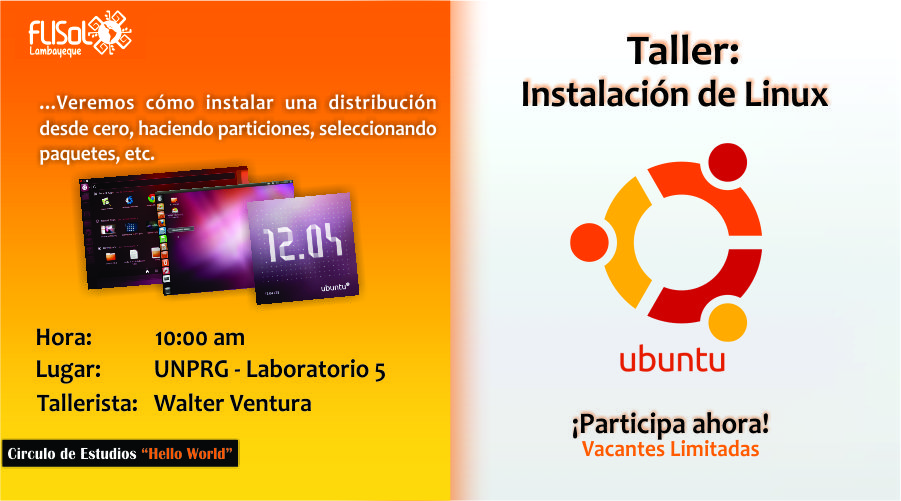 FLISoL
Lambayeque
...Veremos cómo instalar una distribución
desde cero, haciendo particiones, seleccionando
paquetes, etc.
12.04
ubuntu
Hora: 10:00 am
Lugar: UNPRG - Laboratorio 5
Tallerista: Walter Ventura
Circulo de Estudios “Hello World”
Taller:
Instalación de Linux
ubuntu
¡Participa ahora!
Vacantes Limitadas